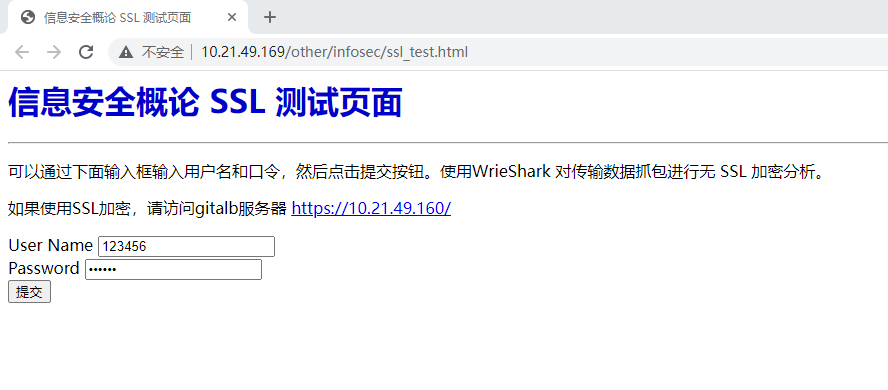 信息安全概论 SSL 测试页面
不安全 10.21.49.169/other/infosec/ssl_test.html
信息安全概论 SSL 测试页面
可以通过下面输入框输入用户名和口令，然后点击提交按钮。使用WrieShark 对传输数据抓包进行无 SSL 加密分析。
如果使用SSL加密，请访问gitalb服务器 https://10.21.49.160/
User Name 123456
Password ••••••
提交